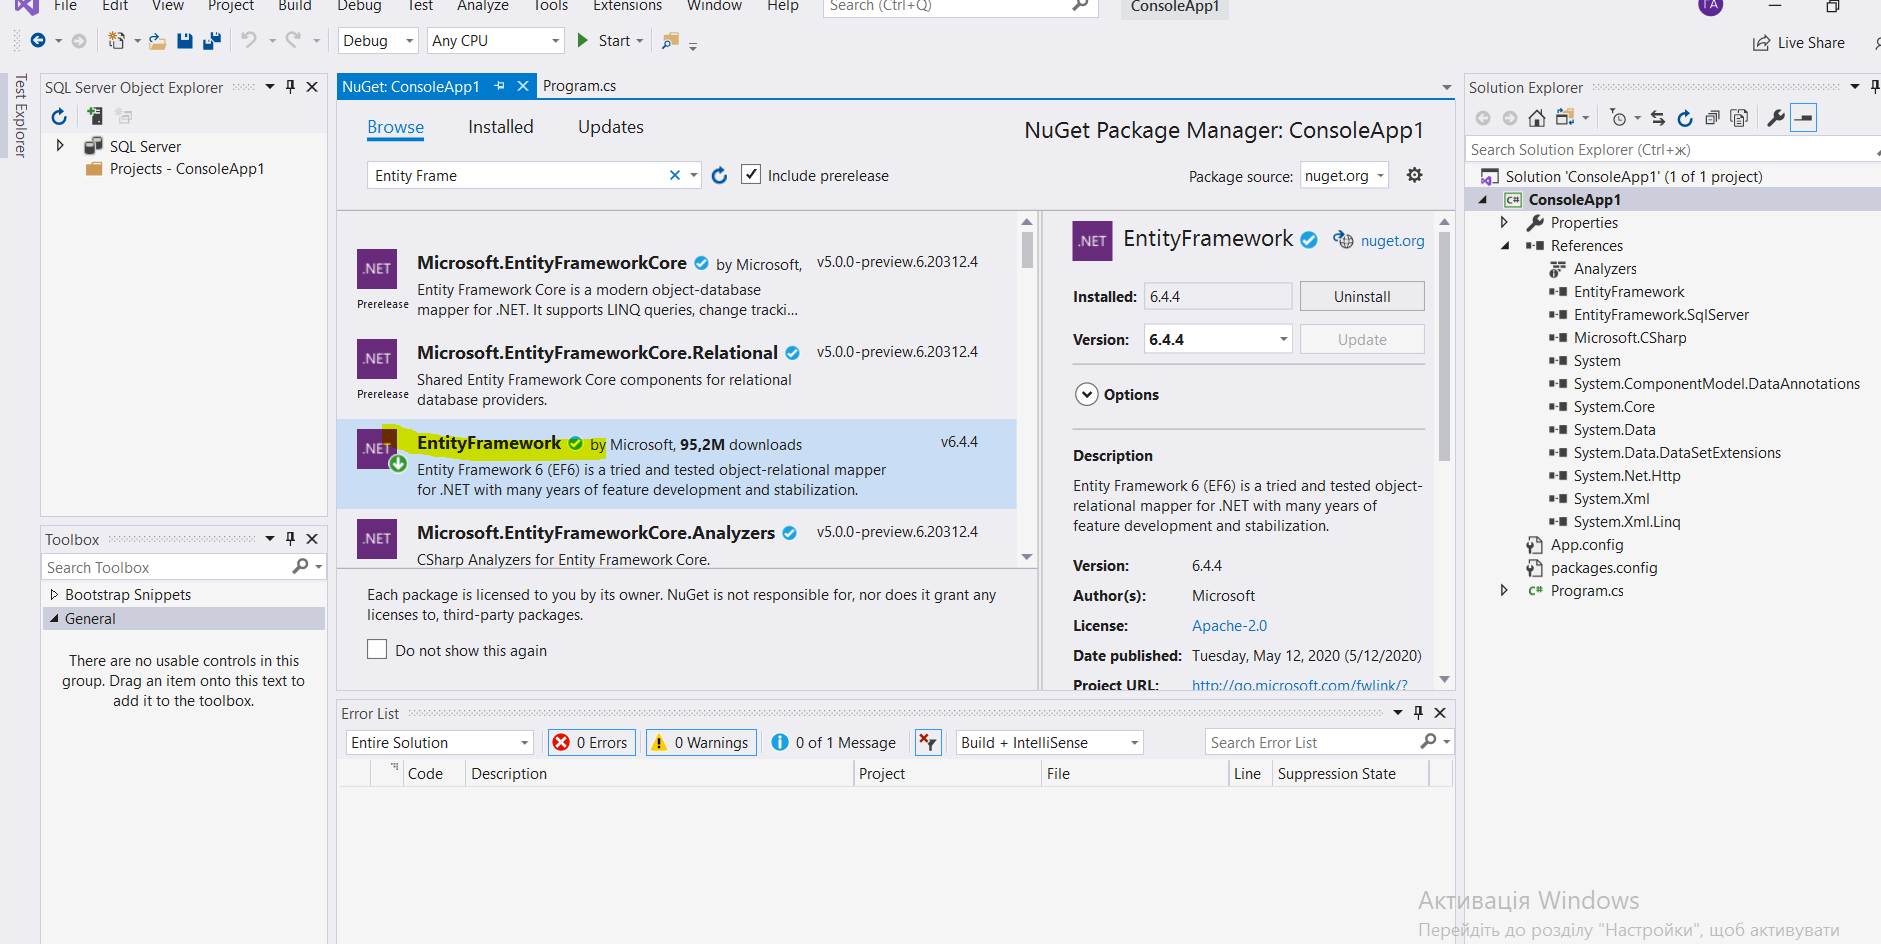 File Edit View Project Build Debug Test Analyze Tools Extensions Window Help Search (Ctrl+Q) ConsoleApp1 TA
Debug Any CPU Start Live Share
Test Explorer
SQL Server Object Explorer
SQL Server
Projects - ConsoleApp1
Toolbox
Search Toolbox
Bootstrap Snippets
General
There are no usable controls in this
group. Drag an item onto this text to
add it to the toolbox.
NuGet: ConsoleApp1 Program.cs
Browse Installed Updates
NuGet Package Manager: ConsoleApp1
Entity Frame Include prerelease
Package source: nuget.org
.NET
Prerelease
Microsoft.EntityFrameworkCore by Microsoft, v5.0.0-preview.6.20312.4
Entity Framework Core is a modern object-database
mapper for .NET. It supports LINQ queries, change tracki...
.NET
Prerelease
Microsoft.EntityFrameworkCore.Relational v5.0.0-preview.6.20312.4
Shared Entity Framework Core components for relational
database providers.
.NET
EntityFramework by Microsoft, 95,2M downloads v6.4.4
Entity Framework 6 (EF6) is a tried and tested object-relational mapper
for .NET with many years of feature development and stabilization.
.NET
Microsoft.EntityFrameworkCore.Analyzers v5.0.0-preview.6.20312.4
CSharp Analyzers for Entity Framework Core.
Each package is licensed to you by its owner. NuGet is not responsible for, nor does it grant any
licenses to, third-party packages.
Do not show this again
.NET EntityFramework nuget.org
Installed: 6.4.4 Uninstall
Version: 6.4.4 Update
Options
Description
Entity Framework 6 (EF6) is a tried and tested object-
relational mapper for .NET with many years of
feature development and stabilization.
Version: 6.4.4
Author(s): Microsoft
License: Apache-2.0
Date published: Tuesday, May 12, 2020 (5/12/2020)
Project URL: http://go.microsoft.com/fwlink/?
Error List
Entire Solution 0 Errors 0 Warnings 0 of 1 Message Build + IntelliSense Search Error List
Code Description Project File Line Suppression State
Solution Explorer
Search Solution Explorer (Ctrl+ж)
Solution 'ConsoleApp1' (1 of 1 project)
C# ConsoleApp1
Properties
References
Analyzers
EntityFramework
EntityFramework.SqlServer
Microsoft.CSharp
System
System.ComponentModel.DataAnnotations
System.Core
System.Data
System.Data.DataSetExtensions
System.Net.Http
System.Xml
System.Xml.Linq
App.config
packages.config
C# Program.cs
Активація Windows
Перейдіть до розділу "Настройки", щоб активувати